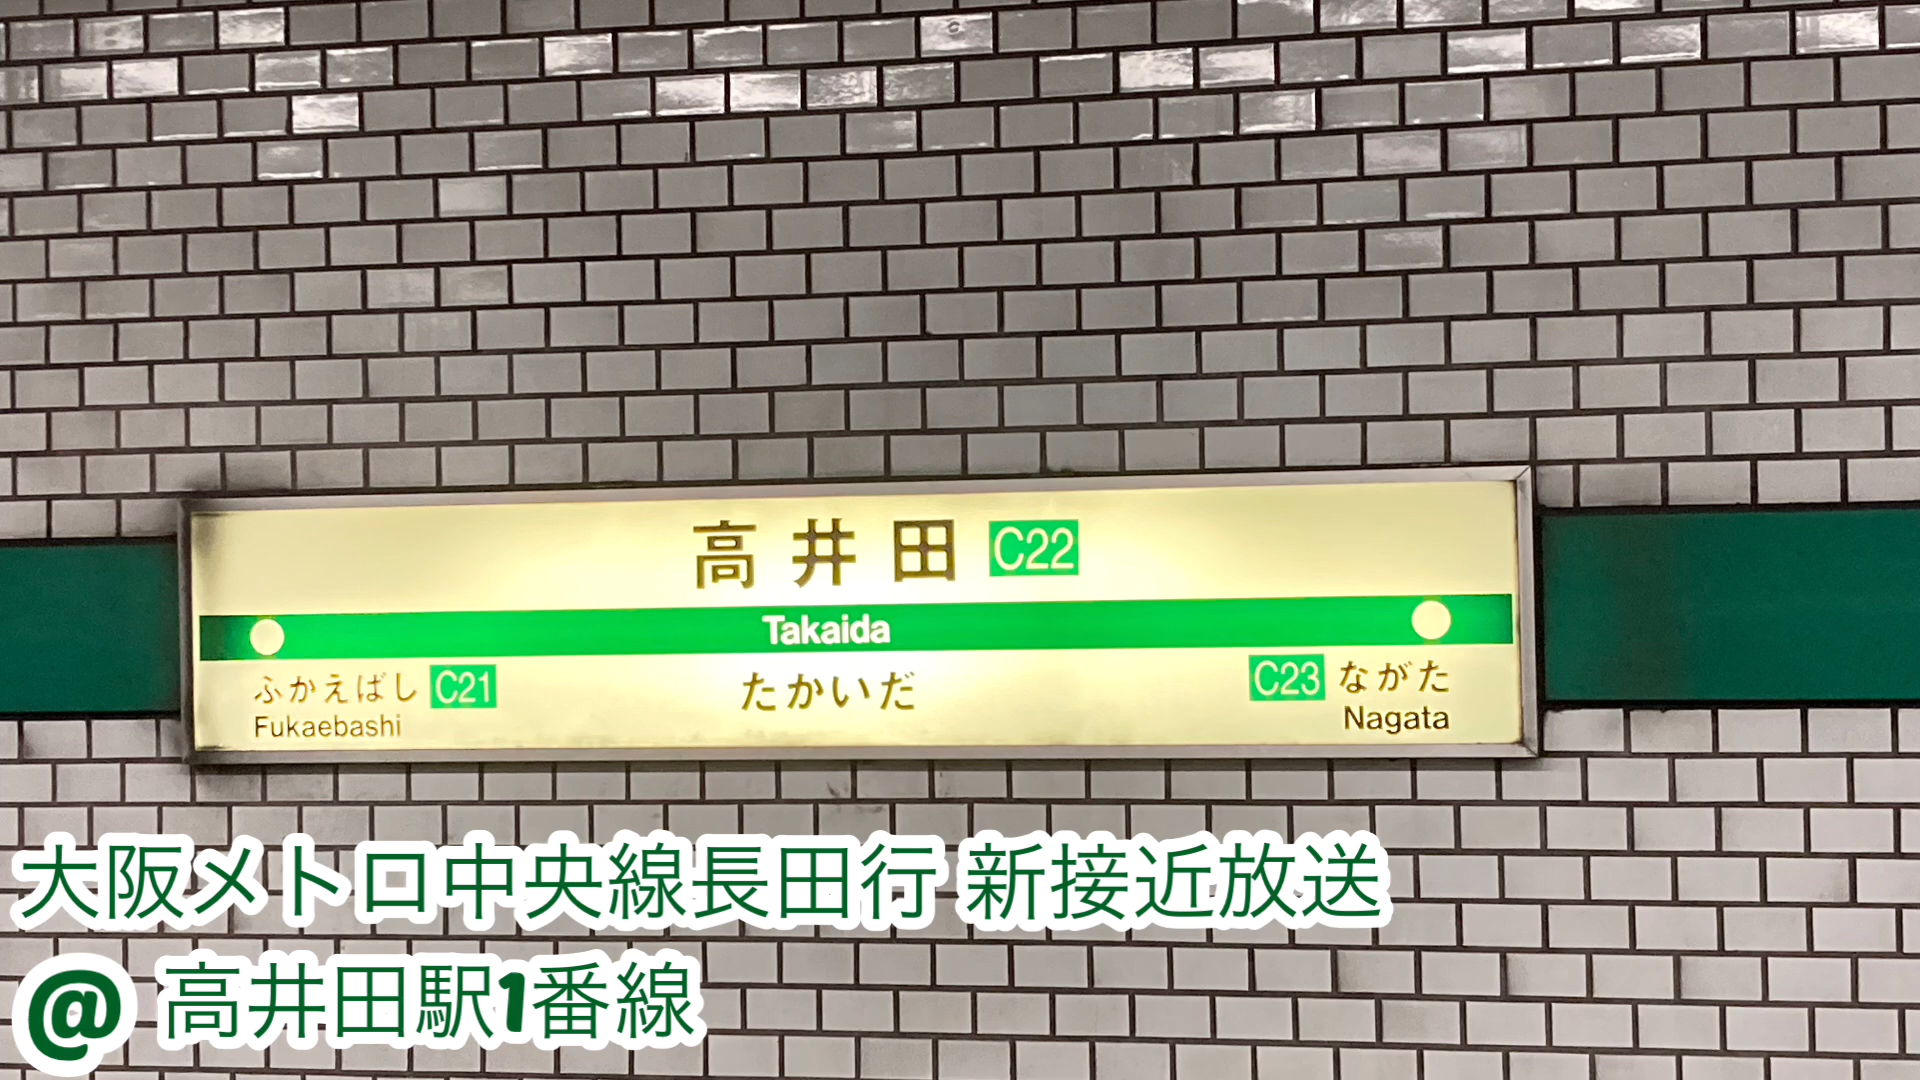 高井田 C22
Takaida
ふかえばし C21
Fukaebashi
たかいだ
C23 ながた
Nagata
大阪メトロ中央線長田行 新接近放送
@ 高井田駅1番線